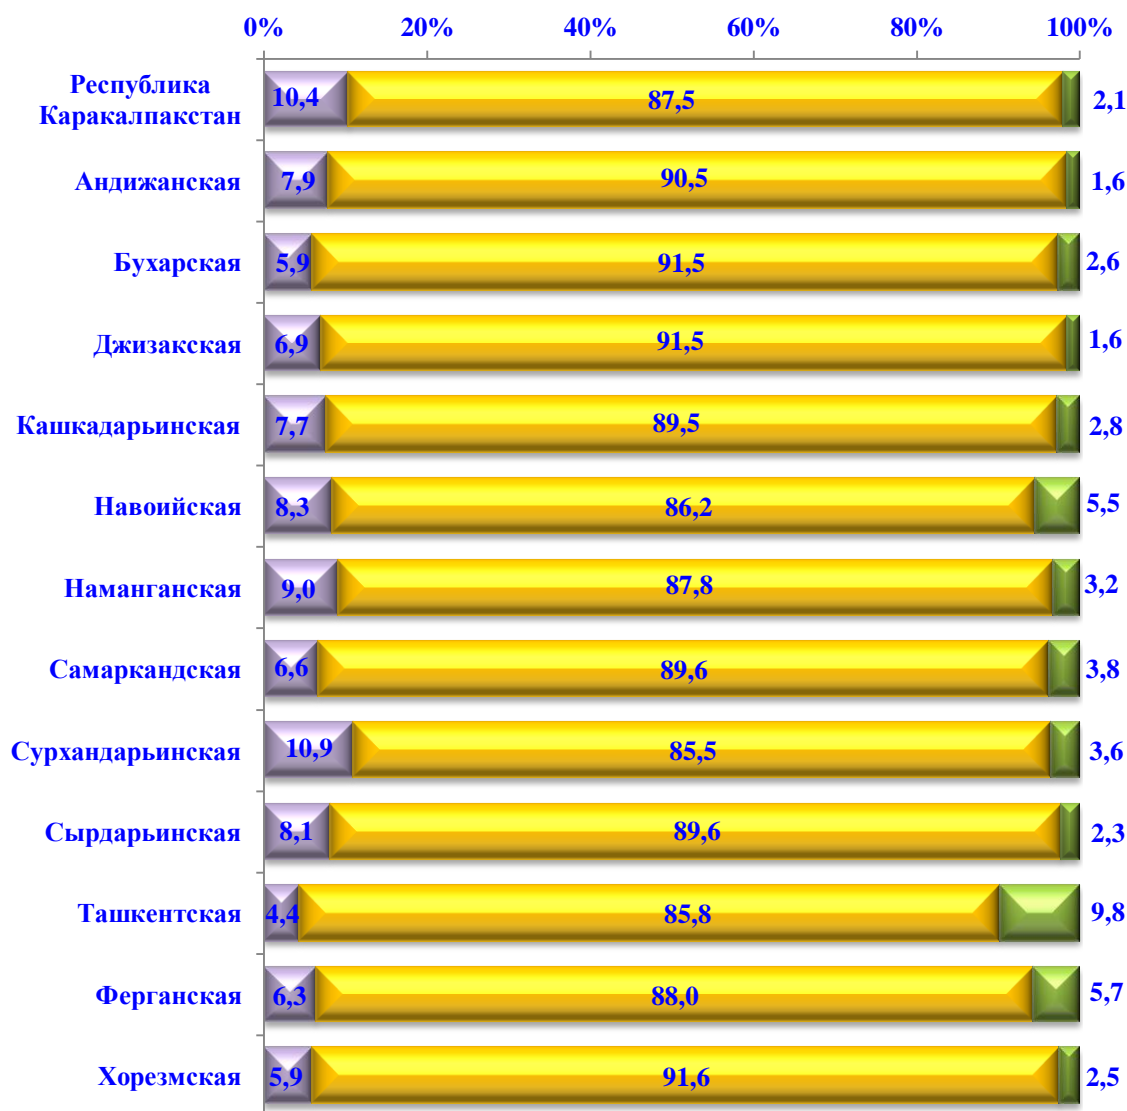 0% 20% 40% 60% 80% 100%
Республика
Каракалпакстан
10,4 87,5 2,1
Андижанская 7,9 90,5 1,6
Бухарская 5,9 91,5 2,6
Джизакская 6,9 91,5 1,6
Кашкадарьинская 7,7 89,5 2,8
Навоийская 8,3 86,2 5,5
Наманганская 9,0 87,8 3,2
Самаркандская 6,6 89,6 3,8
Сурхандарьинская 10,9 85,5 3,6
Сырдарьинская 8,1 89,6 2,3
Ташкентская 4,4 85,8 9,8
Ферганская 6,3 88,0 5,7
Хорезмская 5,9 91,6 2,5